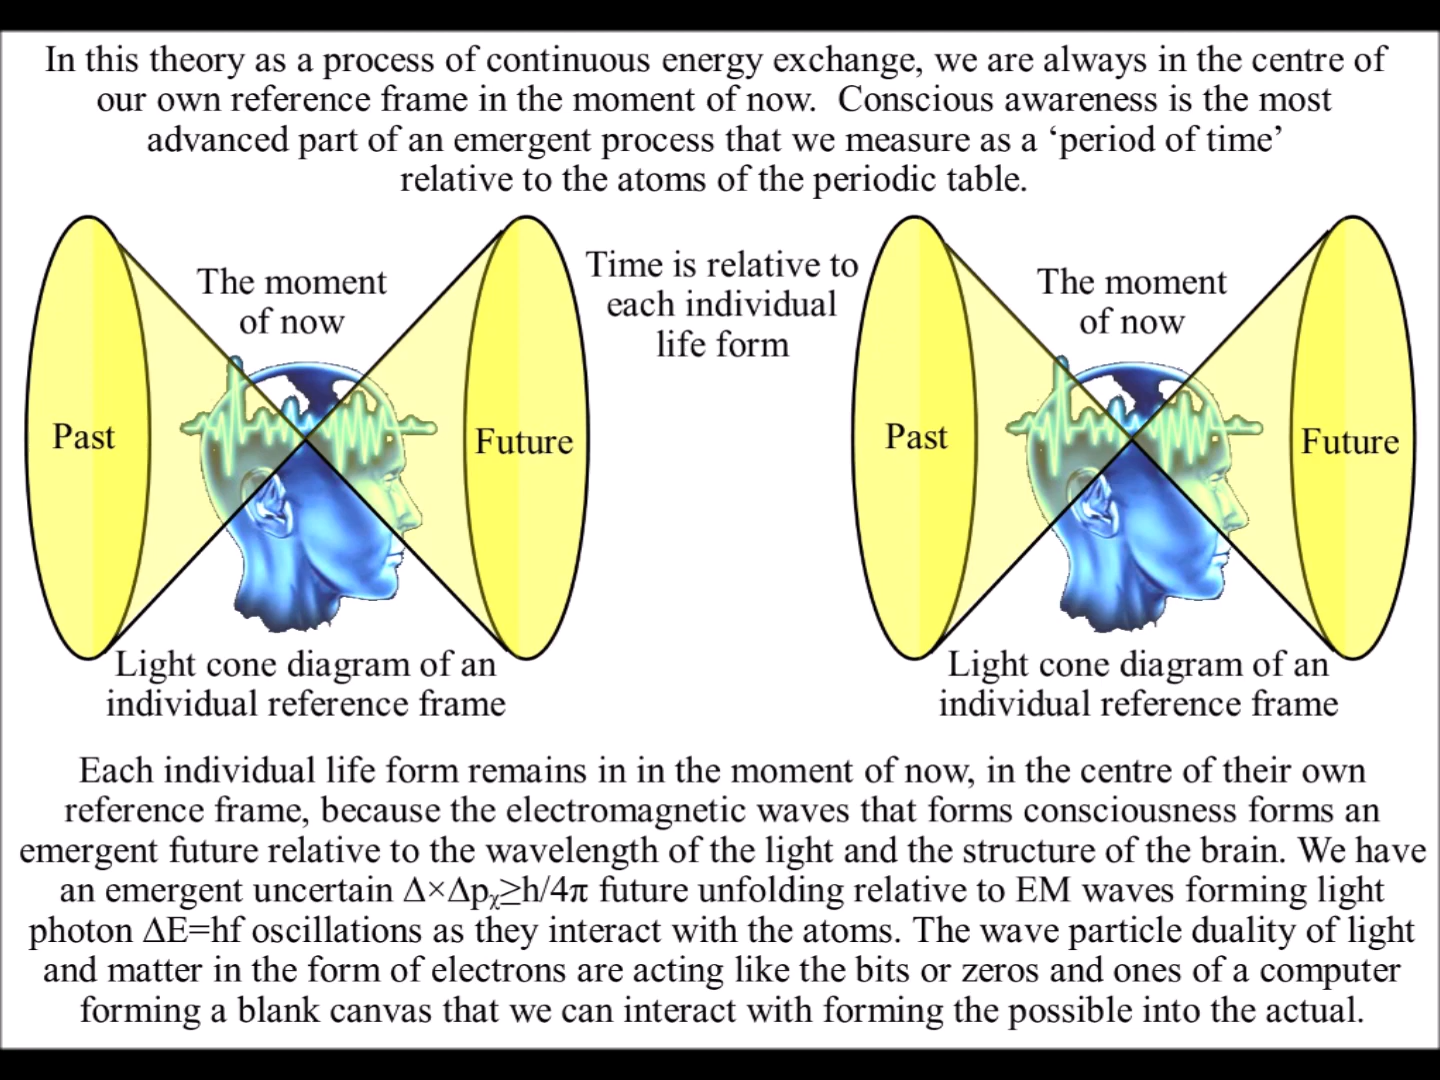 In this theory as a process of continuous energy exchange, we are always in the centre of
our own reference frame in the moment of now.  Conscious awareness is the most
advanced part of an emergent process that we measure as a ‘period of time’
relative to the atoms of the periodic table.
The moment
of now
Past
Future
Light cone diagram of an
individual reference frame
Time is relative to
each individual
life form
The moment
of now
Past
Future
Light cone diagram of an
individual reference frame
Each individual life form remains in in the moment of now, in the centre of their own
reference frame, because the electromagnetic waves that forms consciousness forms an
emergent future relative to the wavelength of the light and the structure of the brain. We have
an emergent uncertain Δ×Δpᵪ≥h/4π future unfolding relative to EM waves forming light
photon ΔE=hf oscillations as they interact with the atoms. The wave particle duality of light
and matter in the form of electrons are acting like the bits or zeros and ones of a computer
forming a blank canvas that we can interact with forming the possible into the actual.